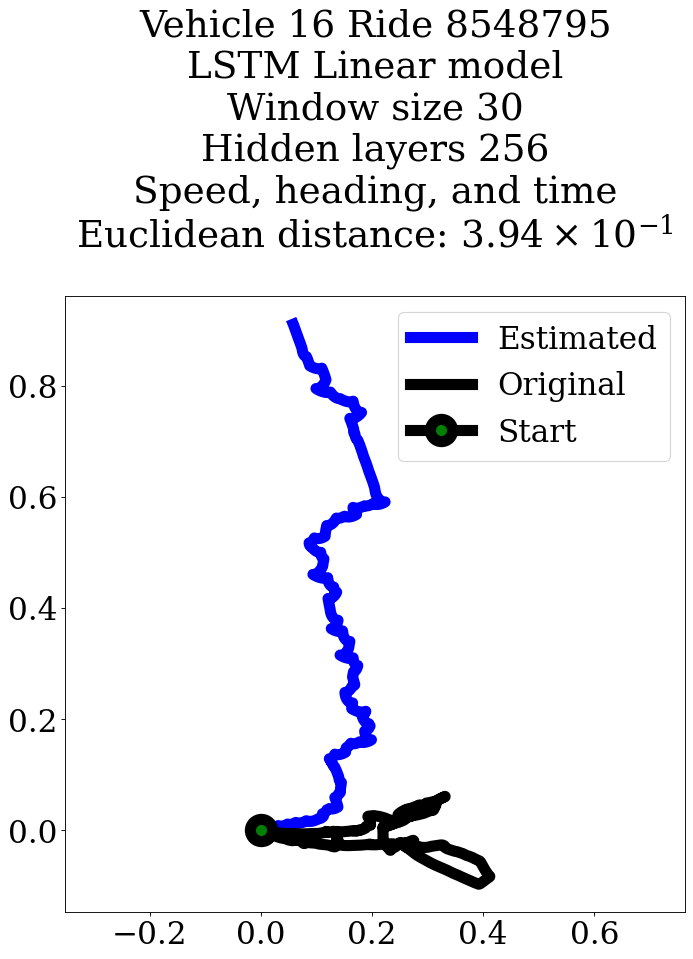 Vehicle 16 Ride 8548795
LSTM Linear model
Window size 30
Hidden layers 256
Speed, heading, and time
Euclidean distance: 3.94 × 10⁻¹
Estimated
Original
Start
0.8
0.6
0.4
0.2
0.0
−0.2 0.0 0.2 0.4 0.6